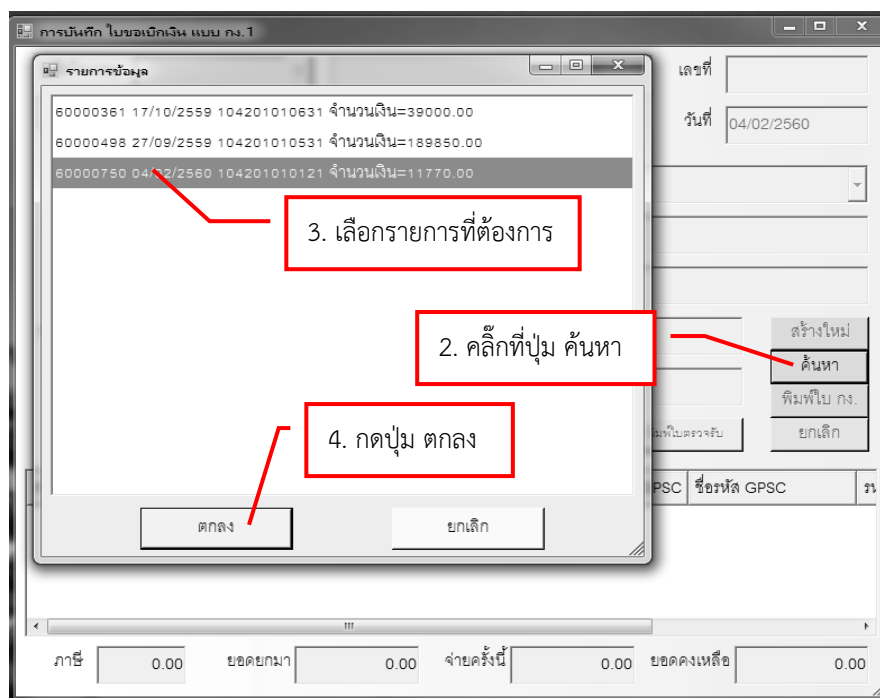 การบันทึก ใบขอเบิกเงิน แบบ กง.1
รายการข้อมูล
60000361 17/10/2559 104201010631 จำนวนเงิน=39000.00
60000498 27/09/2559 104201010531 จำนวนเงิน=189850.00
60000750 04/02/2560 104201010121 จำนวนเงิน=11770.00
3. เลือกรายการที่ต้องการ
2. คลิ๊กที่ปุ่ม ค้นหา
4. กดปุ่ม ตกลง
ตกลง
ยกเลิก
เลขที่
วันที่ 04/02/2560
สร้างใหม่
ค้นหา
พิมพ์ใบ กง.
ยกเลิก
PSC ชื่อรหัส GPSC
ภาษี 0.00 ยอดยกมา 0.00 จ่ายครั้งนี้ 0.00 ยอดคงเหลือ 0.00